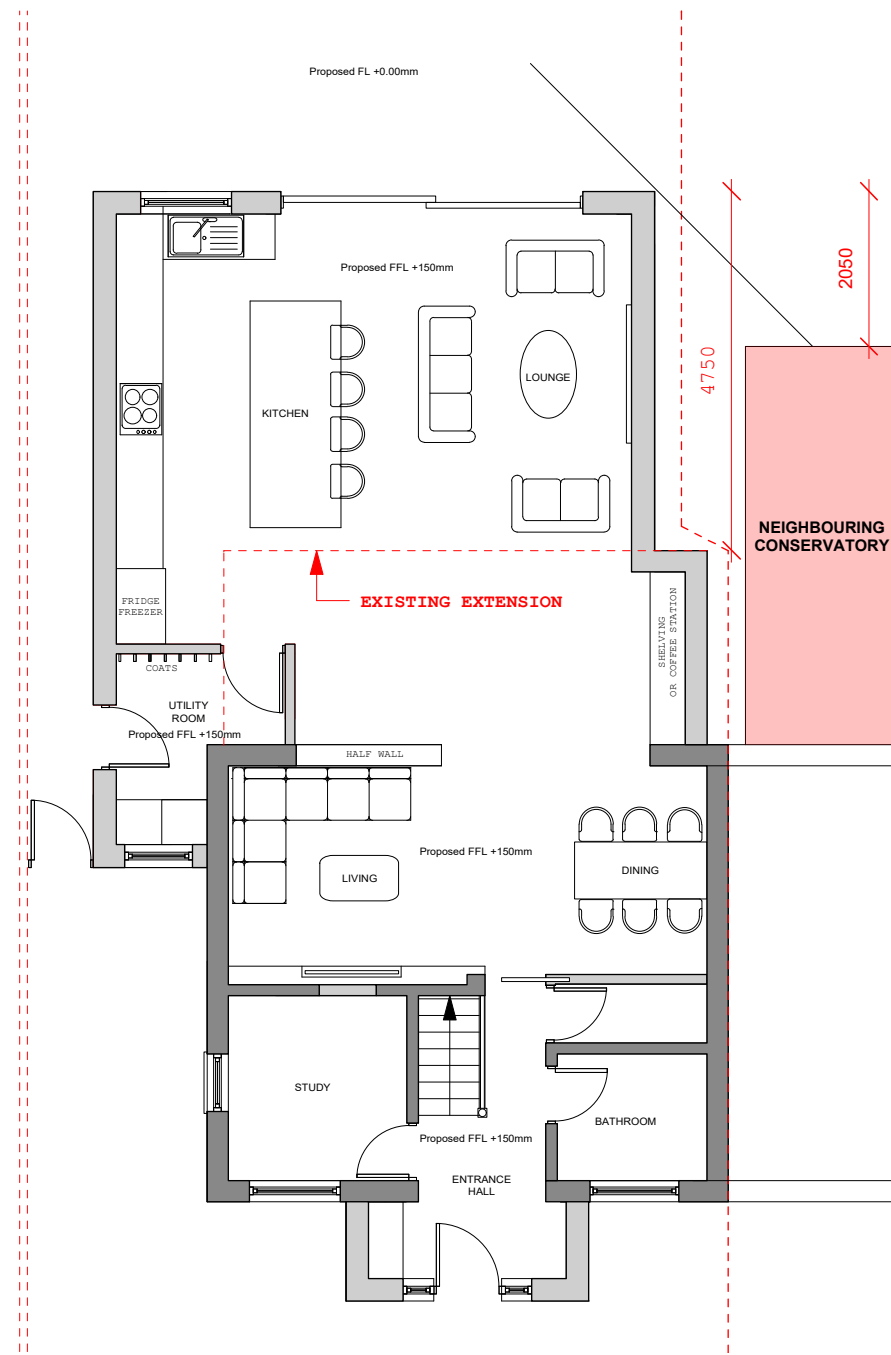 Proposed FL +0.00mm
2050
Proposed FFL +150mm
4750
LOUNGE
KITCHEN
NEIGHBOURING
CONSERVATORY
EXISTING EXTENSION
FRIDGE
FREEZER
SHELVING
OR COFFEE STATION
COATS
UTILITY
ROOM
Proposed FFL +150mm
HALF WALL
Proposed FFL +150mm
LIVING
DINING
STUDY
BATHROOM
Proposed FFL +150mm
ENTRANCE
HALL